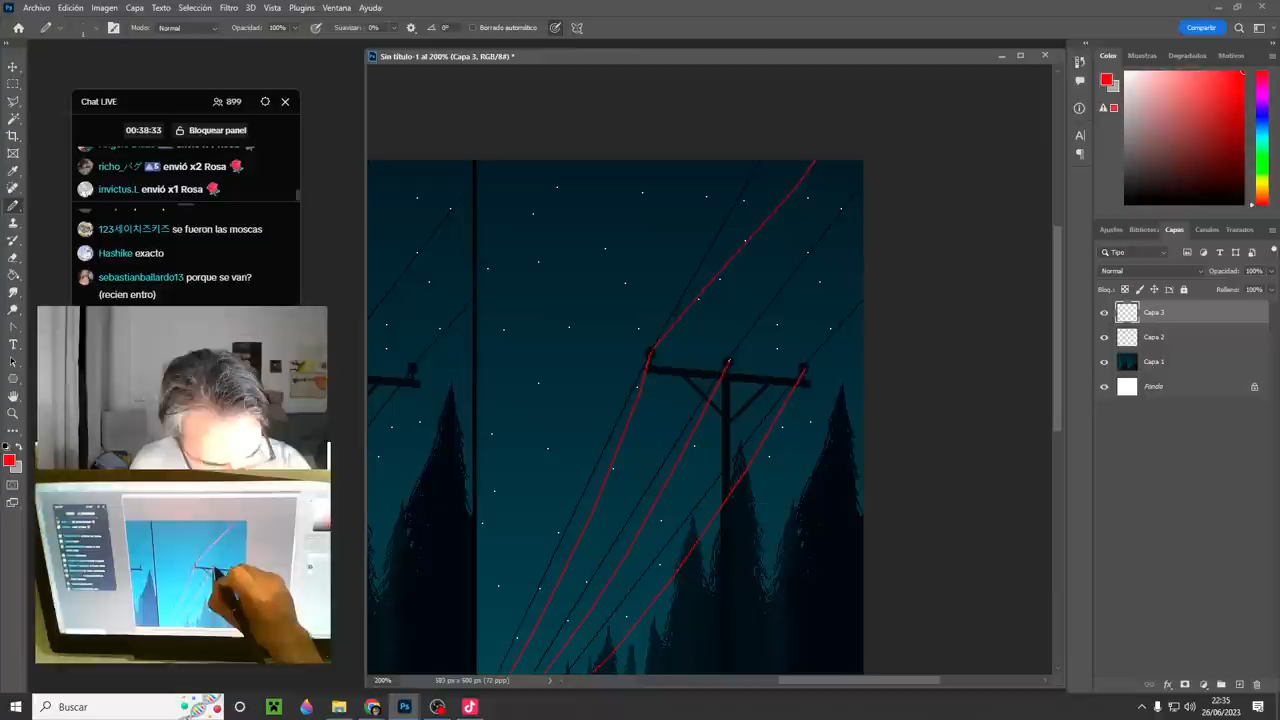 Archivo Edición Imagen Capa Texto Selección Filtro 3D Vista Plugins Ventana Ayuda
Modo: Normal Opacidad: 100% Suavizar: 0% 0° Borrado automático Compartir
Sin título-1 al 200% (Capa 3, RGB/8#) *
Color Muestras Degradados Motivos
Chat LIVE 899
00:38:33 Bloquear panel
richo_バグ 5 envió x2 Rosa
invictus.L envió x1 Rosa
123세이치즈키즈 se fueron las moscas
Hashike exacto
sebastianballardo13 porque se van?
(recien entro)
Ajustes Bibliotecas Capas Canales Trazados
Tipo
Normal Opacidad: 100%
Bloq.: Relleno: 100%
Capa 3
Capa 2
Capa 1
Fondo
200%
Buscar
22:35
26/06/2023